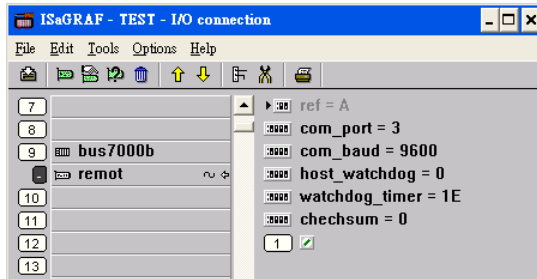 ISaGRAF - TEST - I/O connection
File Edit Tools Options Help
7
8
9 bus7000b
remot
10
11
12
13
ref = A
com_port = 3
com_baud = 9600
host_watchdog = 0
watchdog_timer = 1E
chechsum = 0
1